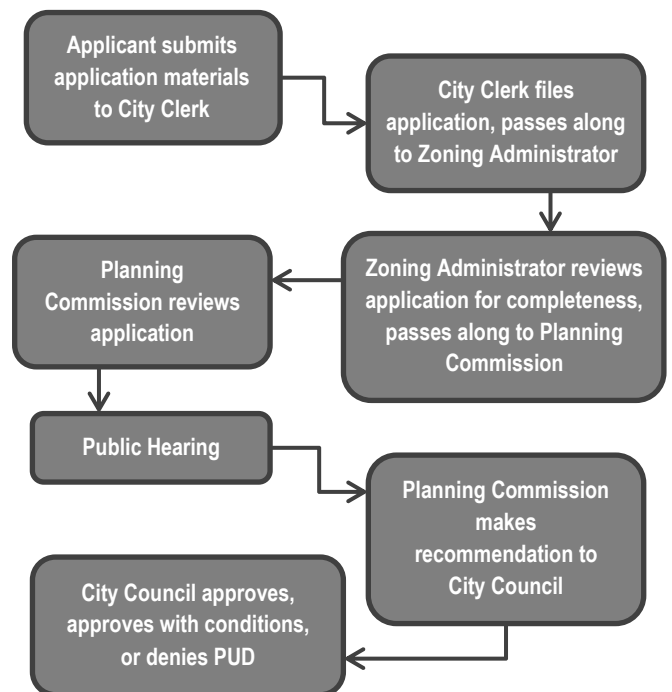 Applicant submits
application materials
to City Clerk
City Clerk files
application, passes along
to Zoning Administrator
Zoning Administrator reviews
application for completeness,
passes along to Planning
Commission
Planning
Commission reviews
application
Public Hearing
Planning Commission
makes
recommendation to
City Council
City Council approves,
approves with conditions,
or denies PUD